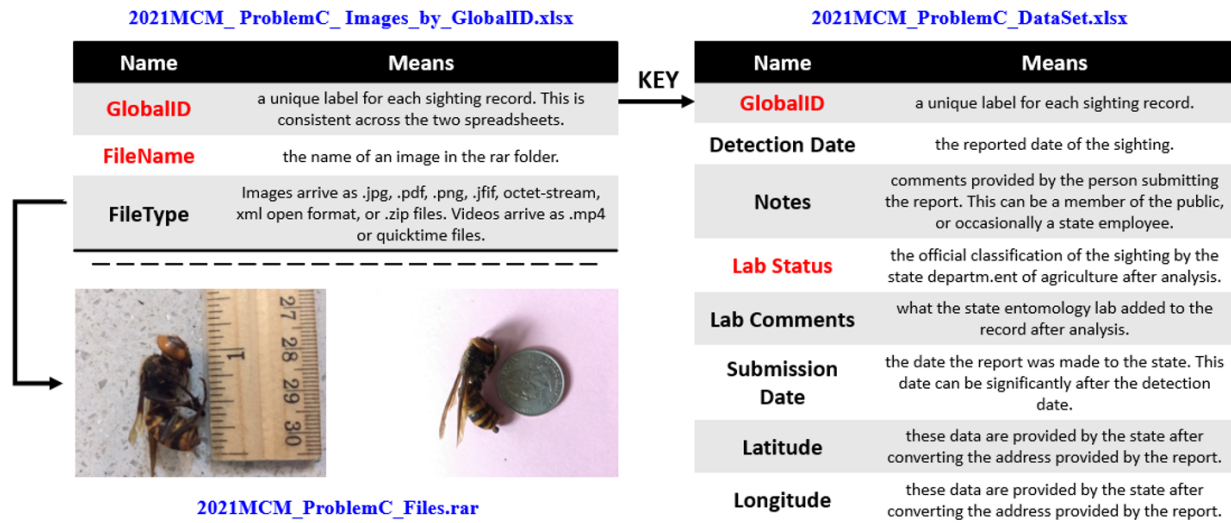 2021MCM_ ProblemC_ Images_by_GlobalID.xlsx
Name Means
GlobalID
a unique label for each sighting record. This is
consistent across the two spreadsheets.
FileName
the name of an image in the rar folder.
FileType
Images arrive as .jpg, .pdf, .png, .jfif, octet-stream,
xml open format, or .zip files. Videos arrive as .mp4
or quicktime files.
1
27
28
29
30
2021MCM_ProblemC_Files.rar
KEY
2021MCM_ProblemC_DataSet.xlsx
Name Means
GlobalID
a unique label for each sighting record.
Detection Date
the reported date of the sighting.
Notes
comments provided by the person submitting
the report. This can be a member of the public,
or occasionally a state employee.
Lab Status
the official classification of the sighting by the
state departm.ent of agriculture after analysis.
Lab Comments
what the state entomology lab added to the
record after analysis.
Submission
Date
the date the report was made to the state. This
date can be significantly after the detection
date.
Latitude
these data are provided by the state after
converting the address provided by the report.
Longitude
these data are provided by the state after
converting the address provided by the report.